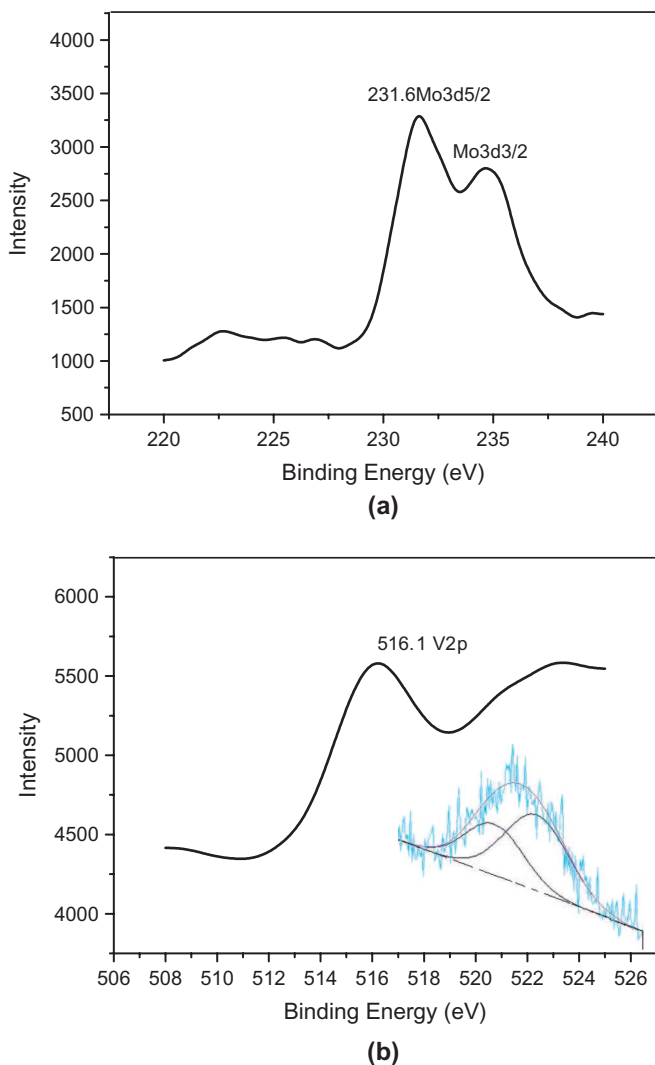 4000
3500
3000
2500
2000
1500
1000
500
Intensity
231.6Mo3d5/2
Mo3d3/2
220 225 230 235 240
Binding Energy (eV)
(a)
6000
5500
5000
4500
4000
Intensity
516.1 V2p
506 508 510 512 514 516 518 520 522 524 526
Binding Energy (eV)
(b)